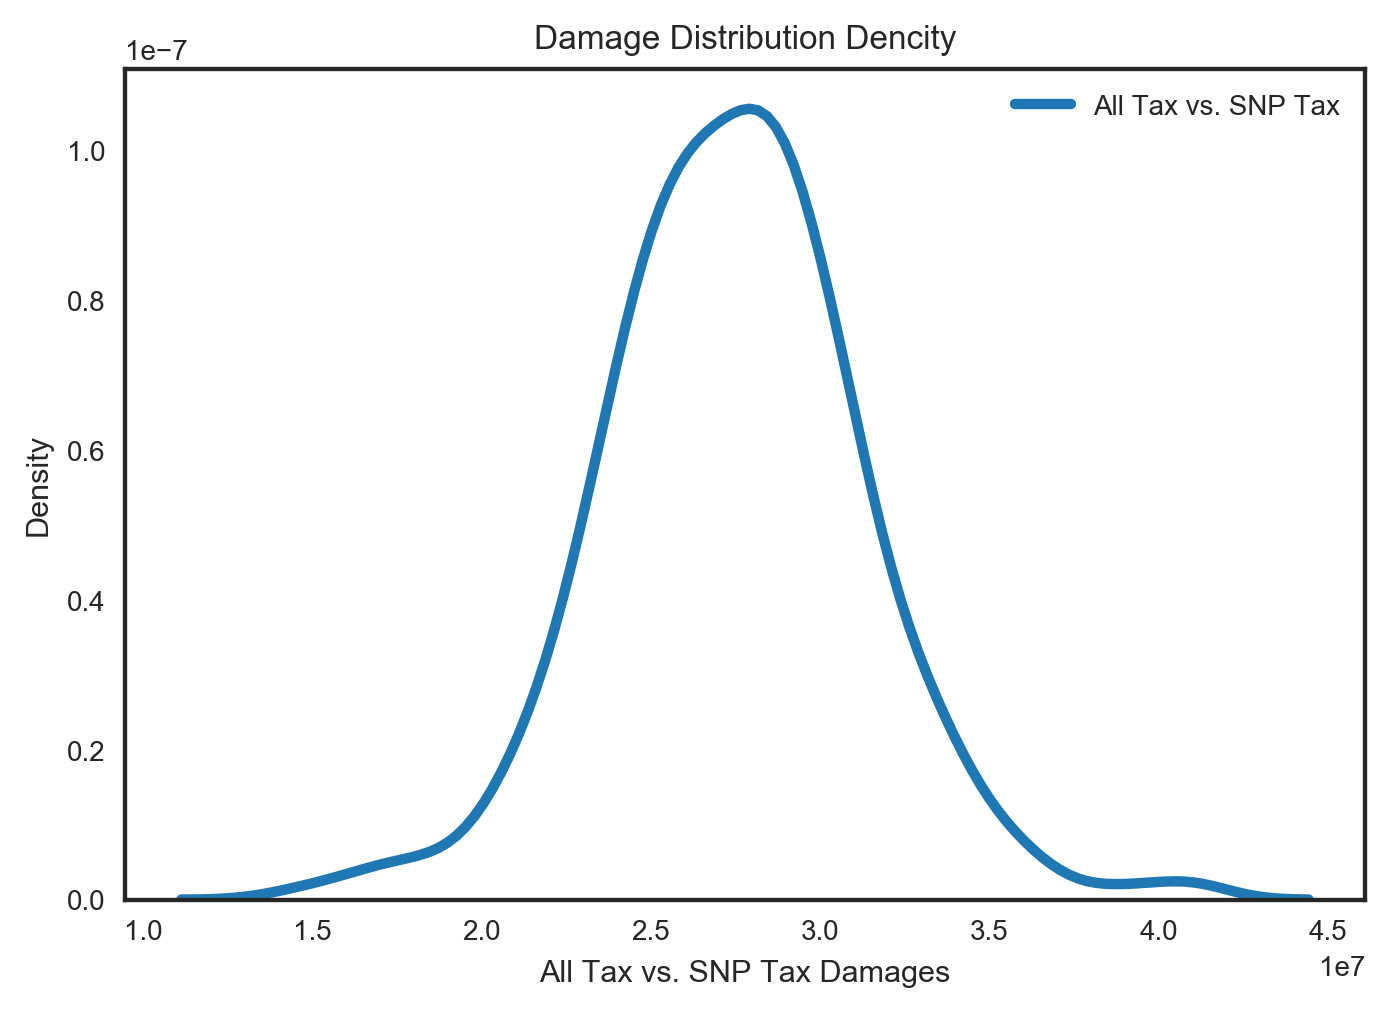 Damage Distribution Dencity
1e−7
All Tax vs. SNP Tax
1.0
0.8
0.6
0.4
0.2
0.0
Density
1.0 1.5 2.0 2.5 3.0 3.5 4.0 4.5
1e7
All Tax vs. SNP Tax Damages